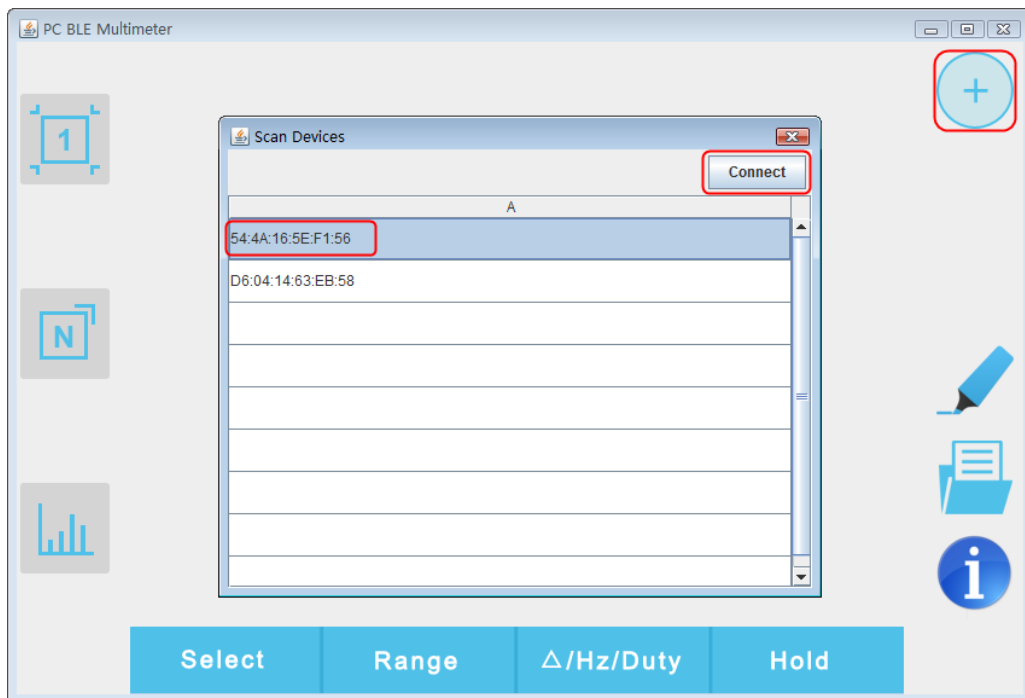 PC BLE Multimeter
1
Scan Devices
Connect
A
54:4A:16:5E:F1:56
D6:04:14:63:EB:58
N
i
Select Range △/Hz/Duty Hold